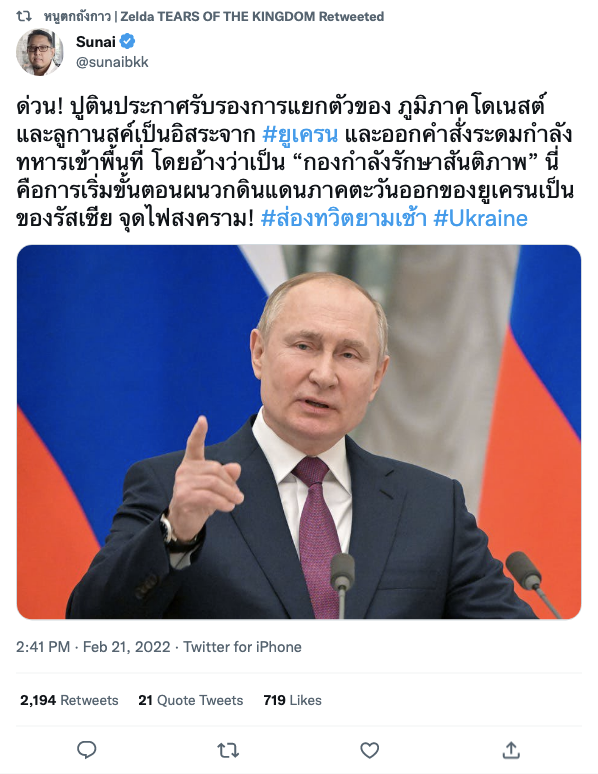 หนูตกถังกาว | Zelda TEARS OF THE KINGDOM Retweeted
Sunai
@sunaibkk
ด่วน! ปูตินประกาศรับรองการแยกตัวของ ภูมิภาคโดเนสต์
และลูกานสค์เป็นอิสระจาก #ยูเครน และออกคำสั่งระดมกำลัง
ทหารเข้าพื้นที่ โดยอ้างว่าเป็น “กองกำลังรักษาสันติภาพ” นี่
คือการเริ่มขั้นตอนผนวกดินแดนภาคตะวันออกของยูเครนเป็น
ของรัสเซีย จุดไฟสงคราม! #ส่องทวิตยามเช้า #Ukraine
2:41 PM · Feb 21, 2022 · Twitter for iPhone
2,194 Retweets 21 Quote Tweets 719 Likes